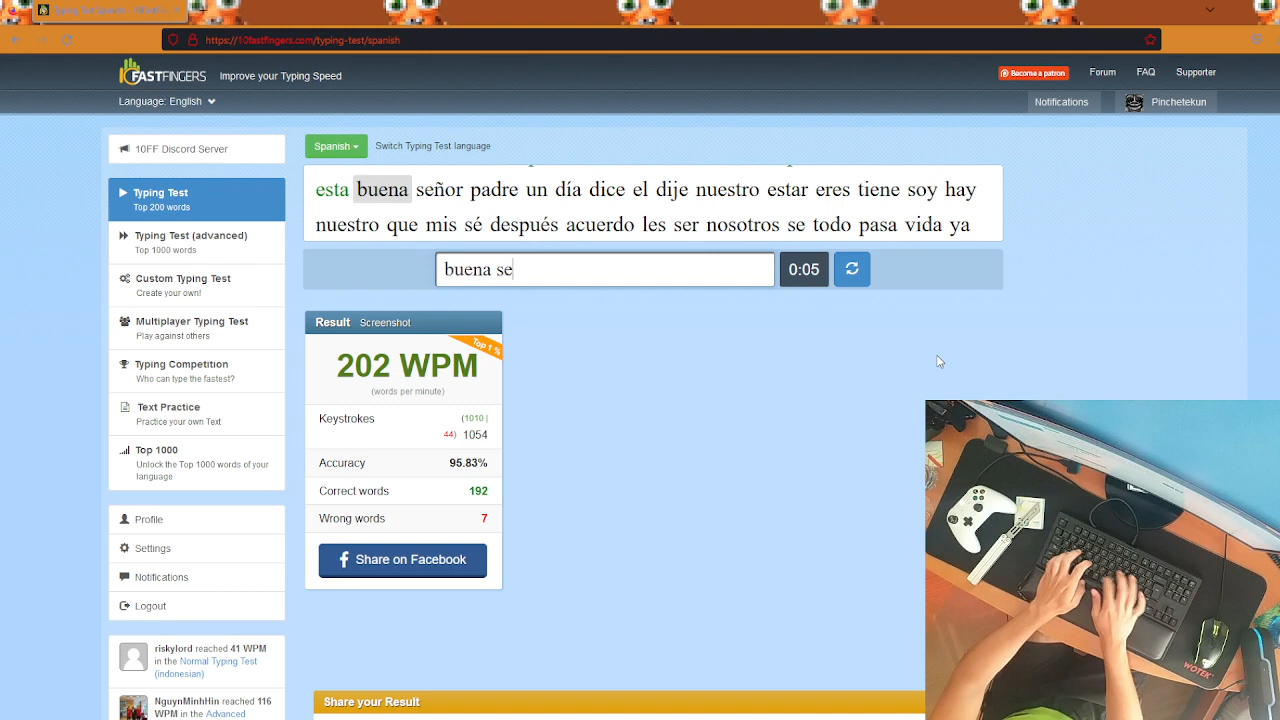 https://10fastfingers.com/typing-test/spanish
FASTFINGERS Improve your Typing Speed
Become a patron Forum FAQ Supporter
Language: English
Notifications Pinchetekun
10FF Discord Server
Typing Test
Top 200 words
Typing Test (advanced)
Top 1000 words
Custom Typing Test
Create your own!
Multiplayer Typing Test
Play against others
Typing Competition
Who can type the fastest?
Text Practice
Practice your own Text
Top 1000
Unlock the Top 1000 words of your
language
Profile
Settings
Notifications
Logout
riskylord reached 41 WPM
in the Normal Typing Test
(indonesian)
NguynMinhHin reached 116
WPM in the Advanced
Spanish Switch Typing Test language
esta buena señor padre un día dice el dije nuestro estar eres tiene soy hay
nuestro que mis sé después acuerdo les ser nosotros se todo pasa vida ya
buena se 0:05
Result Screenshot
Top 1 %
202 WPM
(words per minute)
Keystrokes (1010 |
44) 1054
Accuracy 95.83%
Correct words 192
Wrong words 7
Share on Facebook
Share your Result
WOTEK